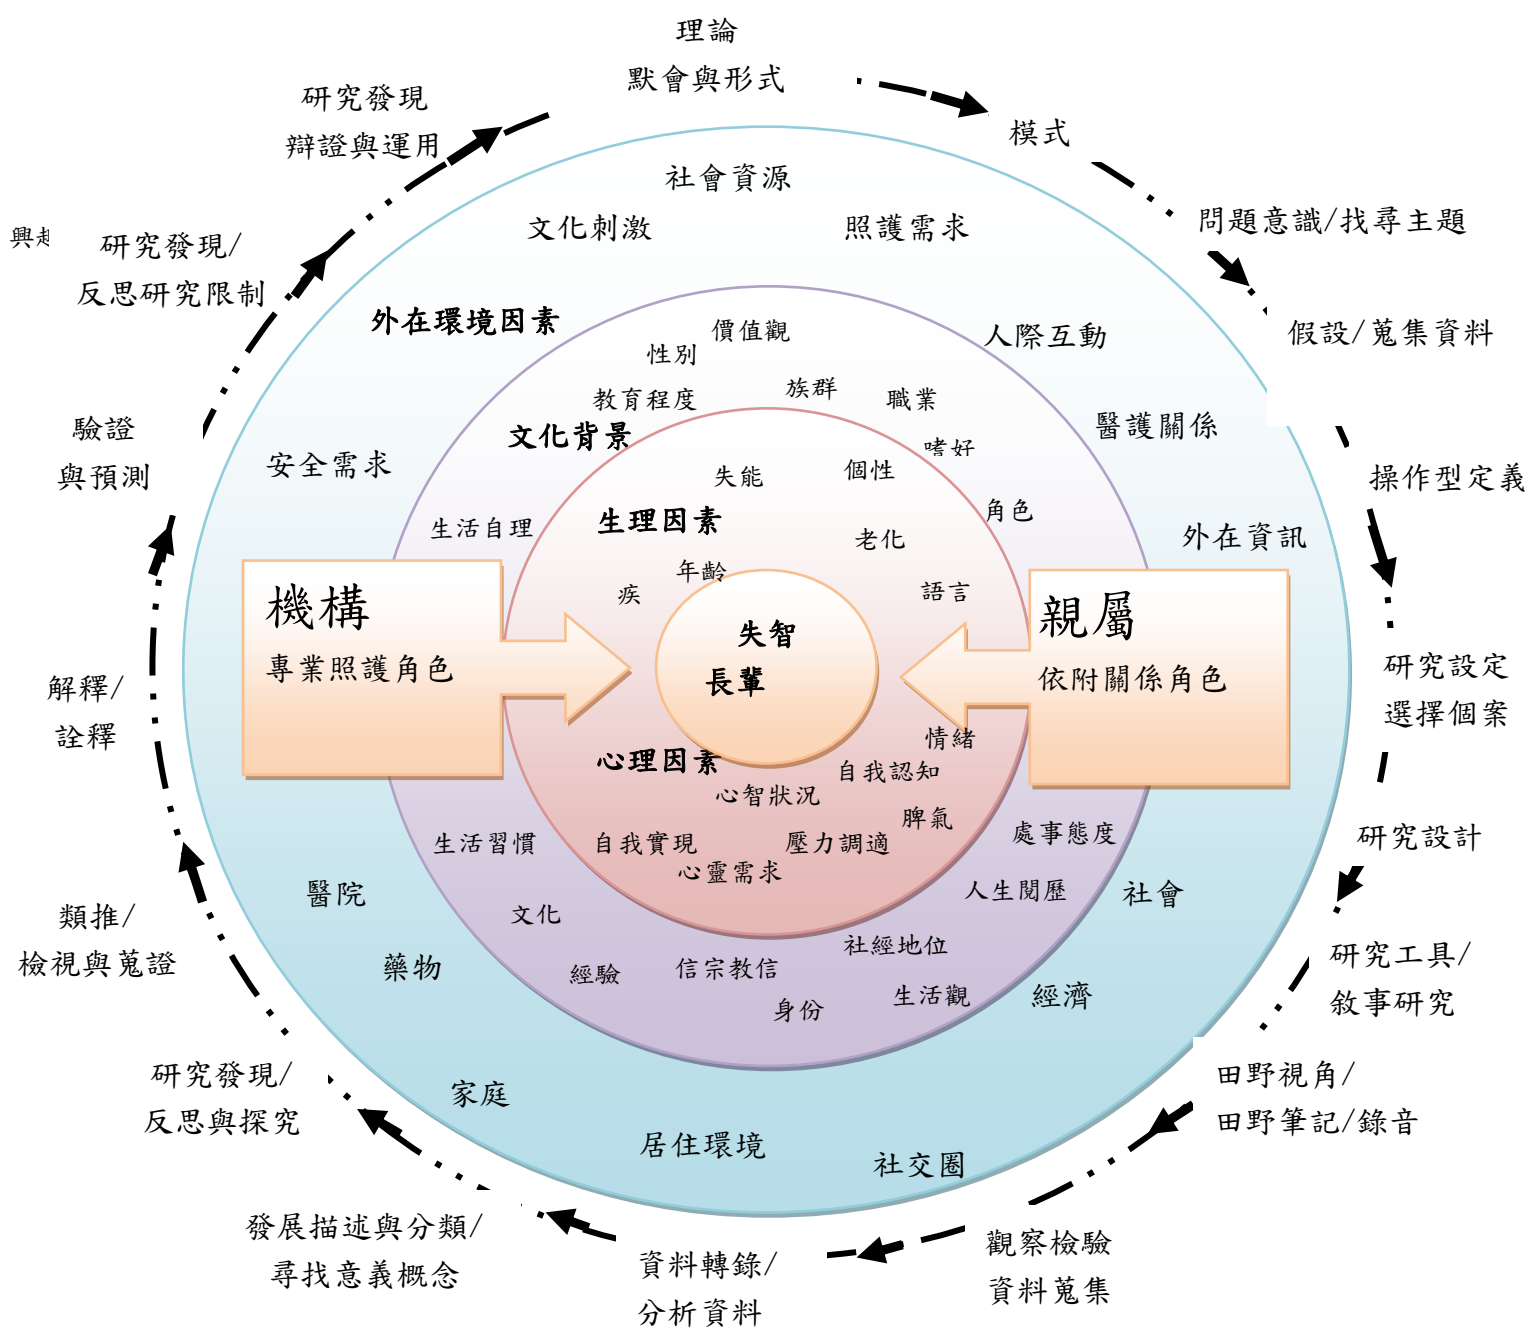 理論
默會與形式
研究發現
辯證與運用
模式
社會資源
文化刺激
照護需求
問題意識/找尋主題
研究發現/
反思研究限制
外在環境因素
人際互動
假設/蒐集資料
價值觀
性別
教育程度
族群
職業
文化背景
嗜好
醫護關係
驗證
與預測
安全需求
失能
個性
操作型定義
生理因素
角色
生活自理
老化
外在資訊
年齡
疾
語言
機構
專業照護角色
失智
長輩
親屬
依附關係角色
研究設定
選擇個案
解釋/
詮釋
心理因素
情緒
自我認知
心智狀況
脾氣
處事態度
研究設計
生活習慣
自我實現
壓力調適
心靈需求
醫院
人生閱歷
社會
文化
類推/
檢視與蒐證
藥物
經驗
信宗教信
社經地位
身份
生活觀
經濟
研究工具/
敘事研究
研究發現/
反思與探究
家庭
田野視角/
田野筆記/錄音
居住環境
社交圈
發展描述與分類/
尋找意義概念
資料轉錄/
分析資料
觀察檢驗
資料蒐集